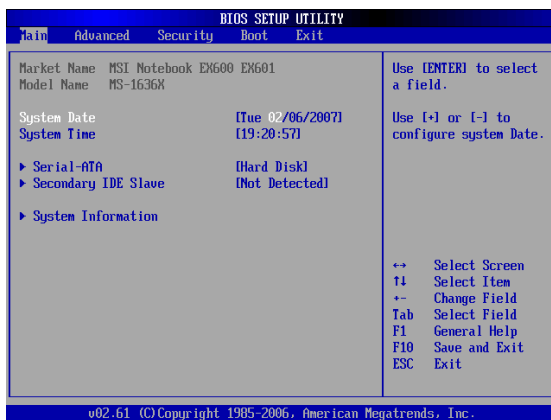 BIOS SETUP UTILITY
Main Advanced Security Boot Exit
Market Name MSI Notebook EX600 EX601
Model Name MS-1636X
System Date [Tue 02/06/2007]
System Time [19:20:57]
▶ Serial-ATA [Hard Disk]
▶ Secondary IDE Slave [Not Detected]
▶ System Information
Use [ENTER] to select
a field.
Use [+] or [-] to
configure system Date.
↔ Select Screen
↑↓ Select Item
+- Change Field
Tab Select Field
F1 General Help
F10 Save and Exit
ESC Exit
v02.61 (C)Copyright 1985-2006, American Megatrends, Inc.